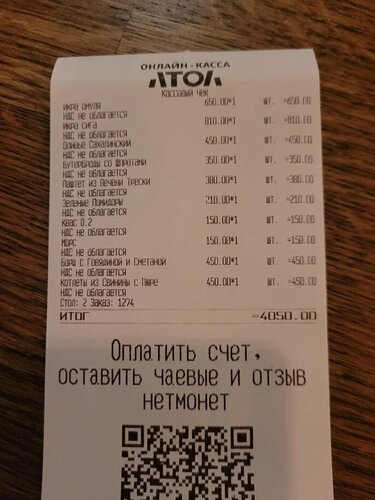 ОНЛАЙН-КАССА
АТОЛ
Кассовый чек
Икра омуля 650.00*1 шт. =650.00
НДС не облагается
Икра сига 810.00*1 шт. =810.00
НДС не облагается
Оливье Сахалинский 450.00*1 шт. =450.00
НДС не облагается
Бутерброды со Шпротами 350.00*1 шт. =350.00
НДС не облагается
Паштет из Печени Трески 380.00*1 шт. =380.00
НДС не облагается
Зеленые Помидоры 210.00*1 шт. =210.00
НДС не облагается
Квас 0.2 150.00*1 шт. =150.00
НДС не облагается
Морс 150.00*1 шт. =150.00
НДС не облагается
Борщ с Говядиной и Сметаной 450.00*1 шт. =450.00
НДС не облагается
Котлеты из Свинины с Пюре 450.00*1 шт. =450.00
НДС не облагается
Стол: 2 Заказ: 1274
ИТОГ =4050.00
Оплатить счет,
оставить чаевые и отзыв
нетмонет